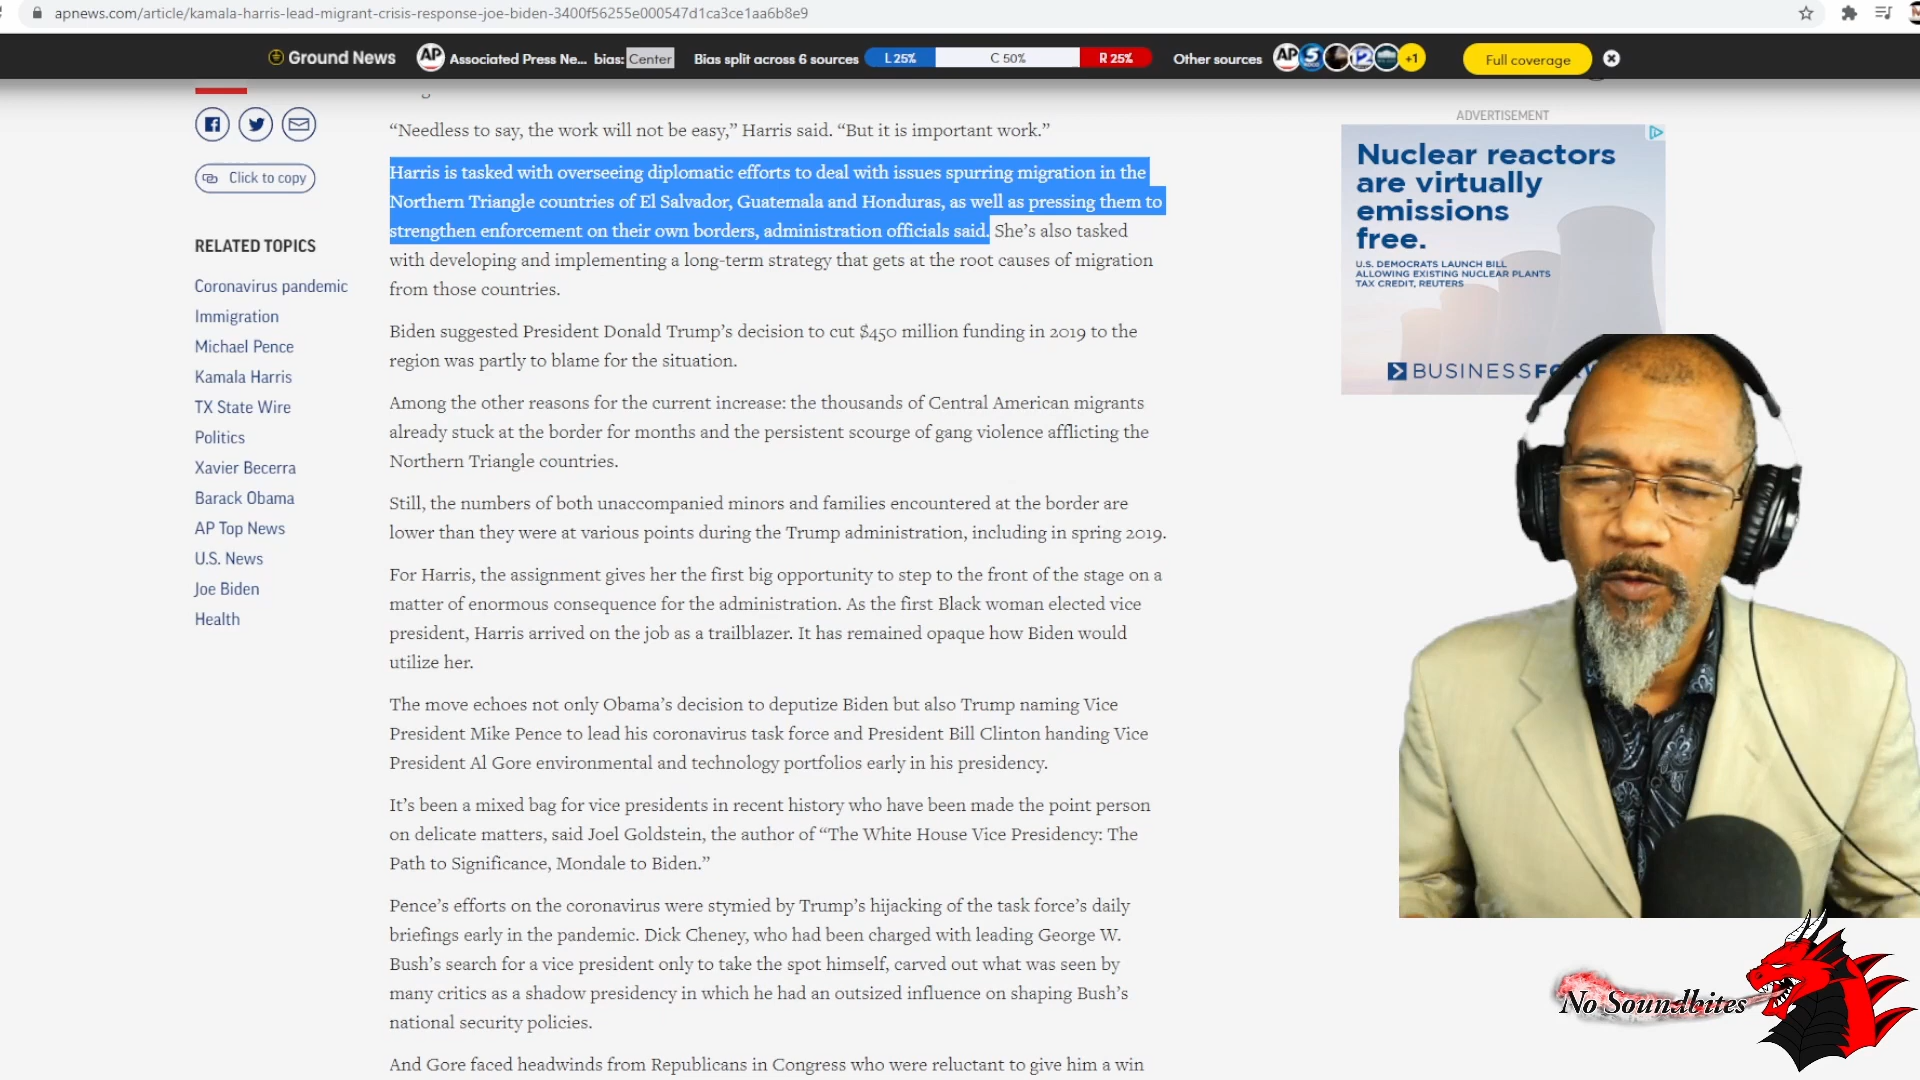 apnews.com/article/kamala-harris-lead-migrant-crisis-response-joe-biden-3400f56255e000547d1ca3ce1aa6b8e9
Ground News
AP
Associated Press Ne... bias: Center
Bias split across 6 sources
L 25%
C 50%
R 25%
Other sources
AP
5
12
+1
Full coverage
Click to copy
RELATED TOPICS
Coronavirus pandemic
Immigration
Michael Pence
Kamala Harris
TX State Wire
Politics
Xavier Becerra
Barack Obama
AP Top News
U.S. News
Joe Biden
Health
“Needless to say, the work will not be easy,” Harris said. “But it is important work.”
Harris is tasked with overseeing diplomatic efforts to deal with issues spurring migration in the
Northern Triangle countries of El Salvador, Guatemala and Honduras, as well as pressing them to
strengthen enforcement on their own borders, administration officials said. She’s also tasked
with developing and implementing a long-term strategy that gets at the root causes of migration
from those countries.
Biden suggested President Donald Trump’s decision to cut $450 million funding in 2019 to the
region was partly to blame for the situation.
Among the other reasons for the current increase: the thousands of Central American migrants
already stuck at the border for months and the persistent scourge of gang violence afflicting the
Northern Triangle countries.
Still, the numbers of both unaccompanied minors and families encountered at the border are
lower than they were at various points during the Trump administration, including in spring 2019.
For Harris, the assignment gives her the first big opportunity to step to the front of the stage on a
matter of enormous consequence for the administration. As the first Black woman elected vice
president, Harris arrived on the job as a trailblazer. It has remained opaque how Biden would
utilize her.
The move echoes not only Obama’s decision to deputize Biden but also Trump naming Vice
President Mike Pence to lead his coronavirus task force and President Bill Clinton handing Vice
President Al Gore environmental and technology portfolios early in his presidency.
It’s been a mixed bag for vice presidents in recent history who have been made the point person
on delicate matters, said Joel Goldstein, the author of “The White House Vice Presidency: The
Path to Significance, Mondale to Biden.”
Pence’s efforts on the coronavirus were stymied by Trump’s hijacking of the task force’s daily
briefings early in the pandemic. Dick Cheney, who had been charged with leading George W.
Bush’s search for a vice president only to take the spot himself, carved out what was seen by
many critics as a shadow presidency in which he had an outsized influence on shaping Bush’s
national security policies.
And Gore faced headwinds from Republicans in Congress who were reluctant to give him a win
ADVERTISEMENT
Nuclear reactors
are virtually
emissions
free.
U.S. DEMOCRATS LAUNCH BILL
ALLOWING EXISTING NUCLEAR PLANTS
TAX CREDIT, REUTERS
No Soundbites